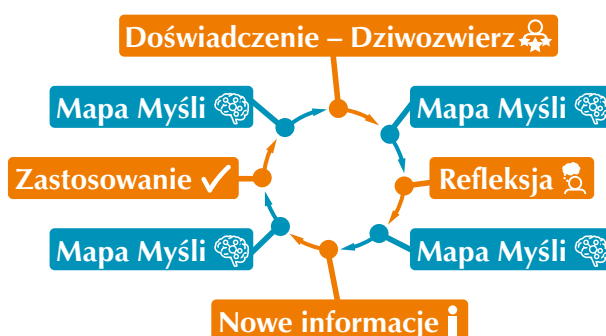 Doświadczenie – Dziwozwierz
Mapa Myśli
Mapa Myśli
Zastosowanie
Refleksja
Mapa Myśli
Mapa Myśli
Nowe informacje